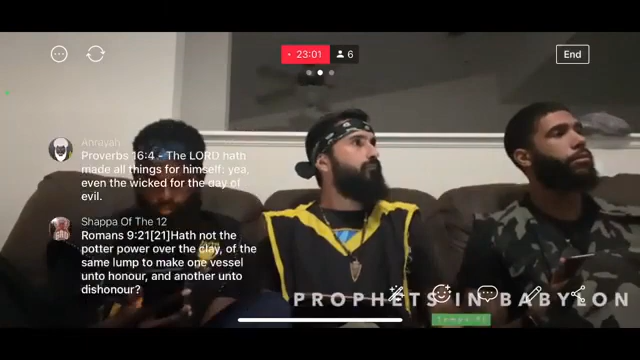 23:01
6
End
Anrayah
Proverbs 16:4 - The LORD hath
made all things for himself: yea,
even the wicked for the day of
evil.
Shappa Of The 12
Romans 9:21[21]Hath not the
potter power over the clay, of the
same lump to make one vessel
unto honour, and another unto
dishonour?
PROPHETS IN BABYLON